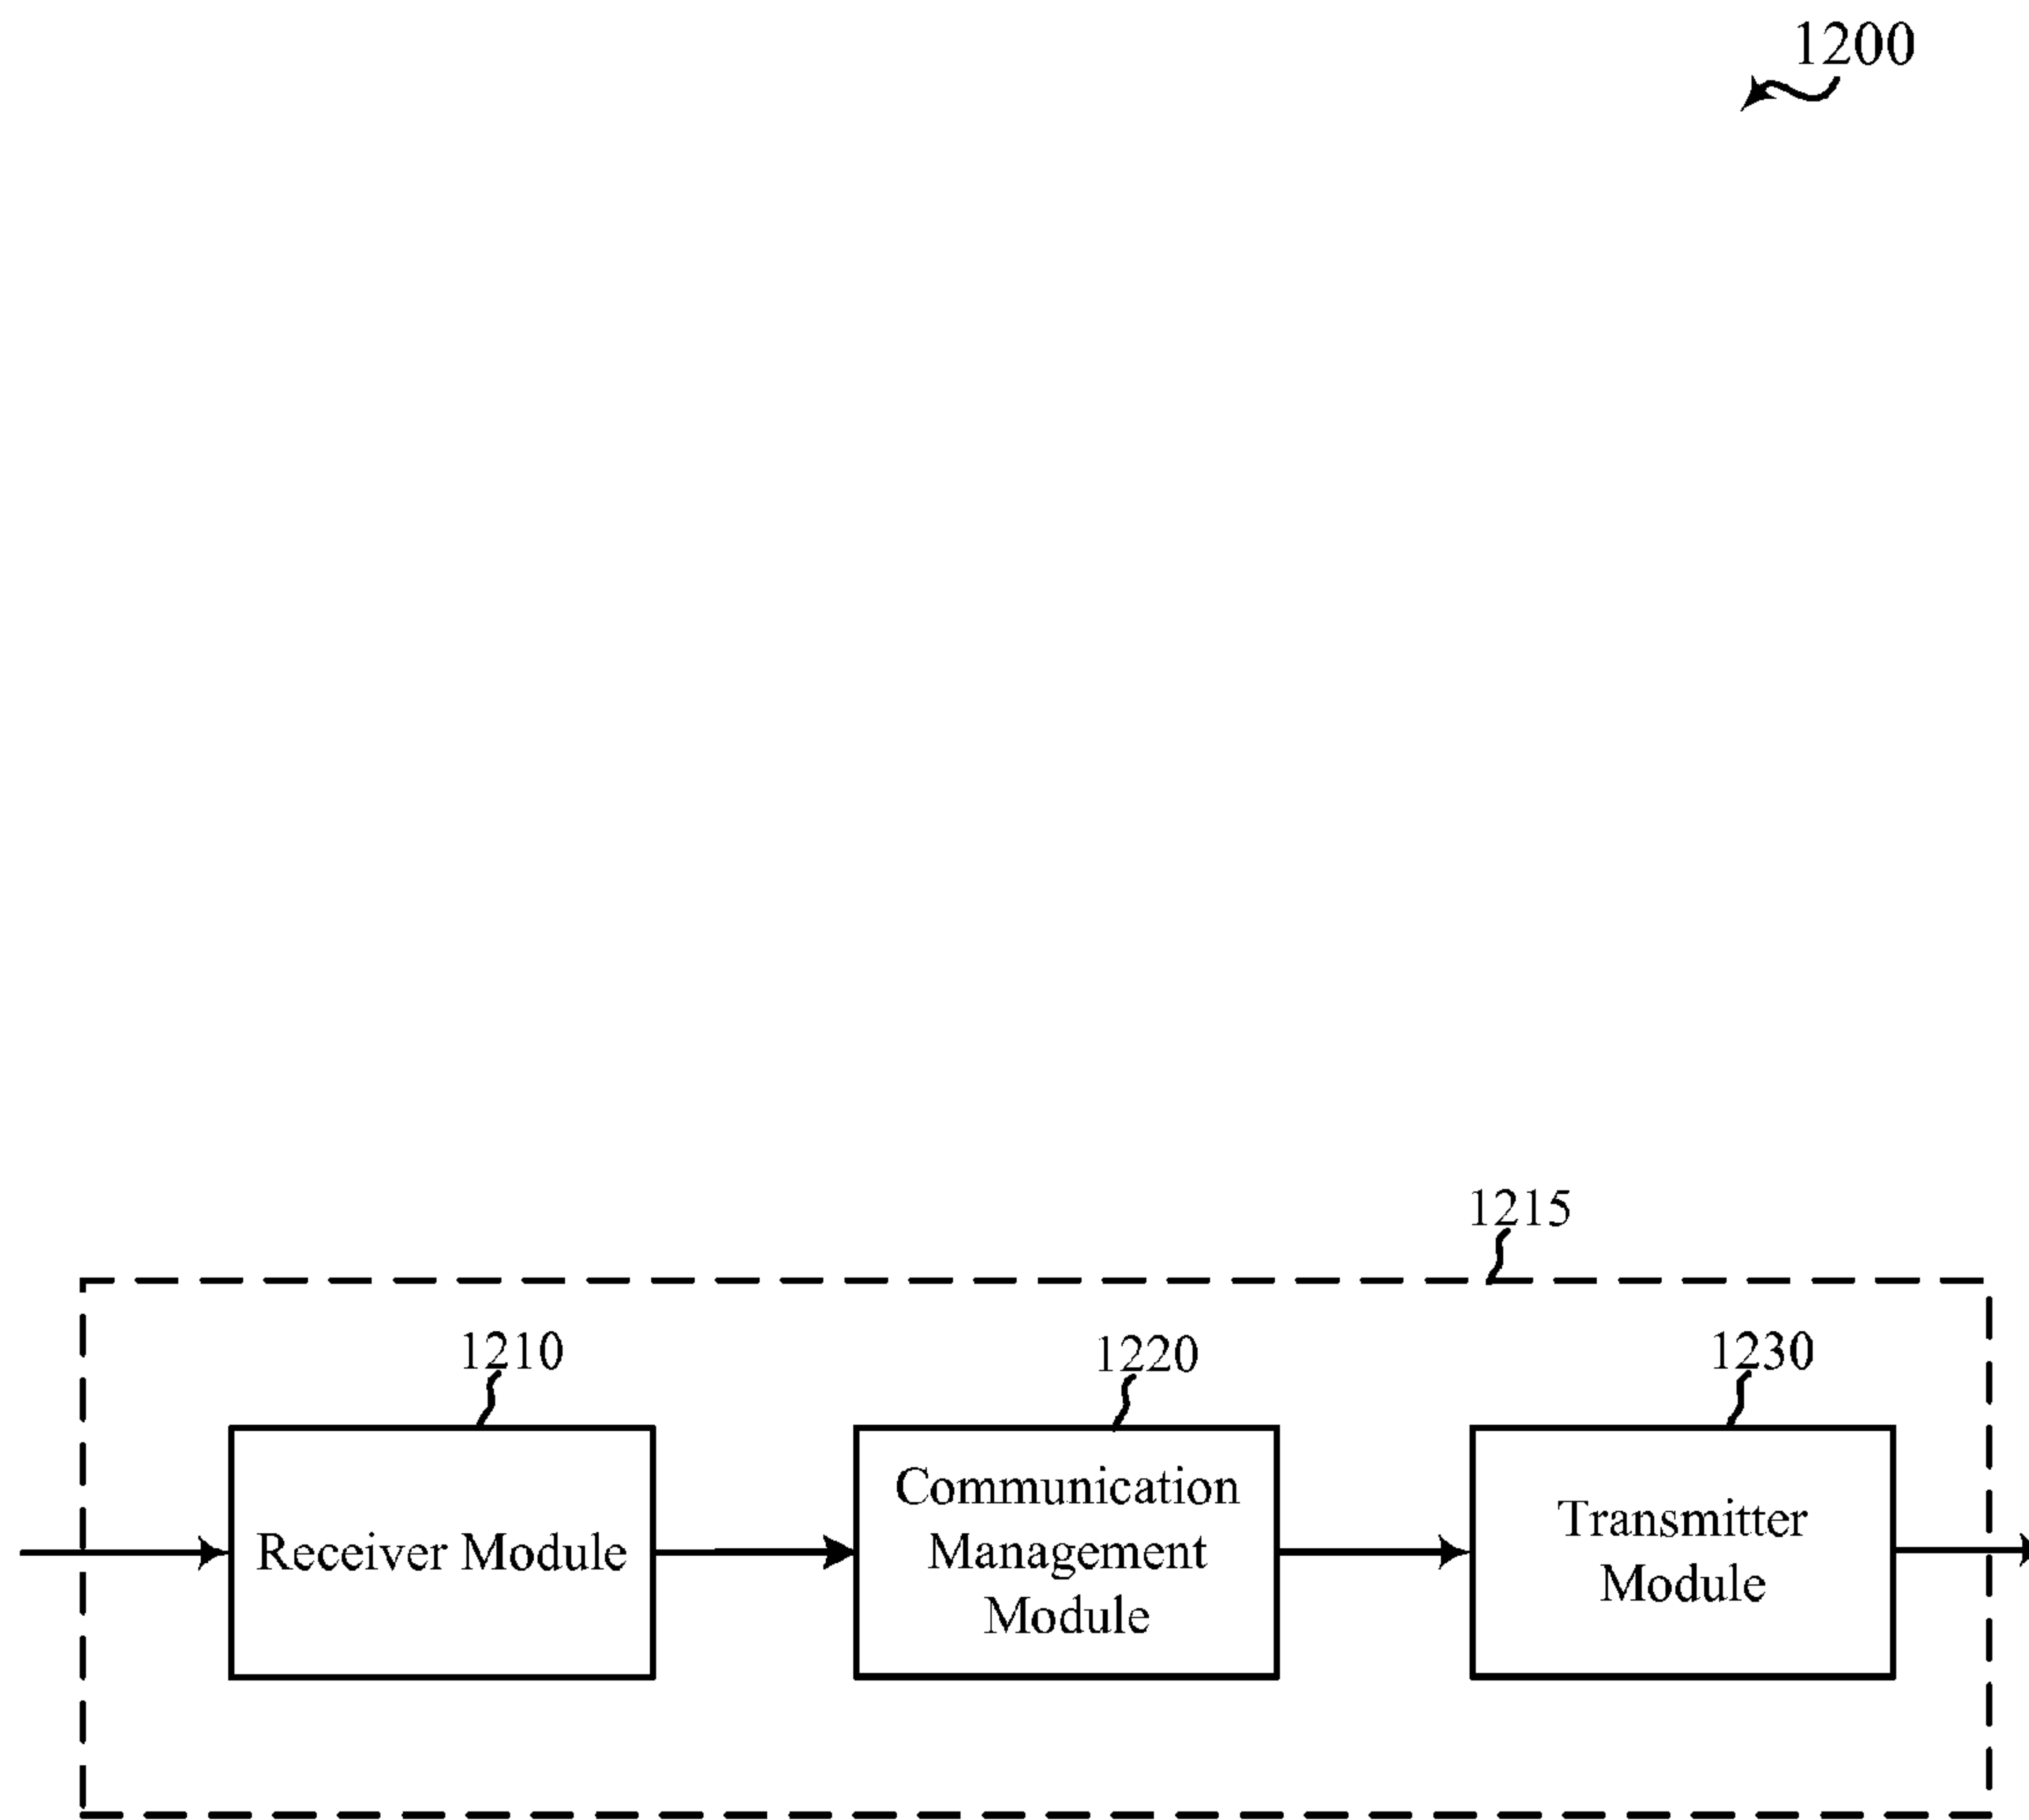 1200
1215
1210
1220
1230
Receiver Module
Communication
Management
Module
Transmitter
Module